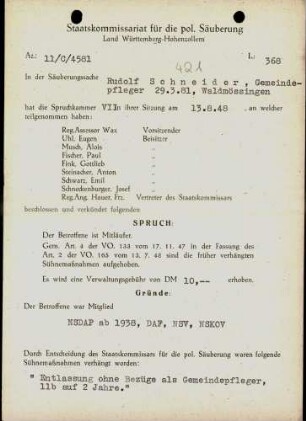 Staatskommissariat für die pol. Säuberung
Land Württemberg-Hohenzollern
Az.: 11/C/4581
L: 368
421
In der Säuberungssache Rudolf Schneider, Gemeinde-
pfleger 29.3.81, Waldmössingen
hat die Spruchkammer VII in ihrer Sitzung am 13.8.48 , an welcher
teilgenommen haben:
Reg.Assessor Wax Vorsitzender
Uhl, Eugen Beisitzer
Musch, Alois "
Fischer, Paul "
Fink, Gottlieb "
Steinacher, Anton "
Schwarz, Emil "
Schneckenburger, Josef "
Reg.Ang. Hauer, Frz. Vertreter des Staatskommissars
beschlossen und verkündet folgenden
SPRUCH:
Der Betroffene ist Mitläufer.
Gem. Art. 4 der VO. 133 vom 17. 11. 47 in der Fassung des
Art. 2 der VO. 165 vom 13. 7. 48 sind die früher verhängten
Sühnemaßnahmen aufgehoben.
Es wird eine Verwaltungsgebühr von DM 10,-- erhoben.
Gründe:
Der Betroffene war Mitglied
NSDAP ab 1938, DAF, NSV, NSKOV
Durch Entscheidung des Staatskommissars für die pol. Säuberung waren folgende
Sühnemaßnahmen verhängt worden:
" Entlassung ohne Bezüge als Gemeindepfleger,
11b auf 2 Jahre."